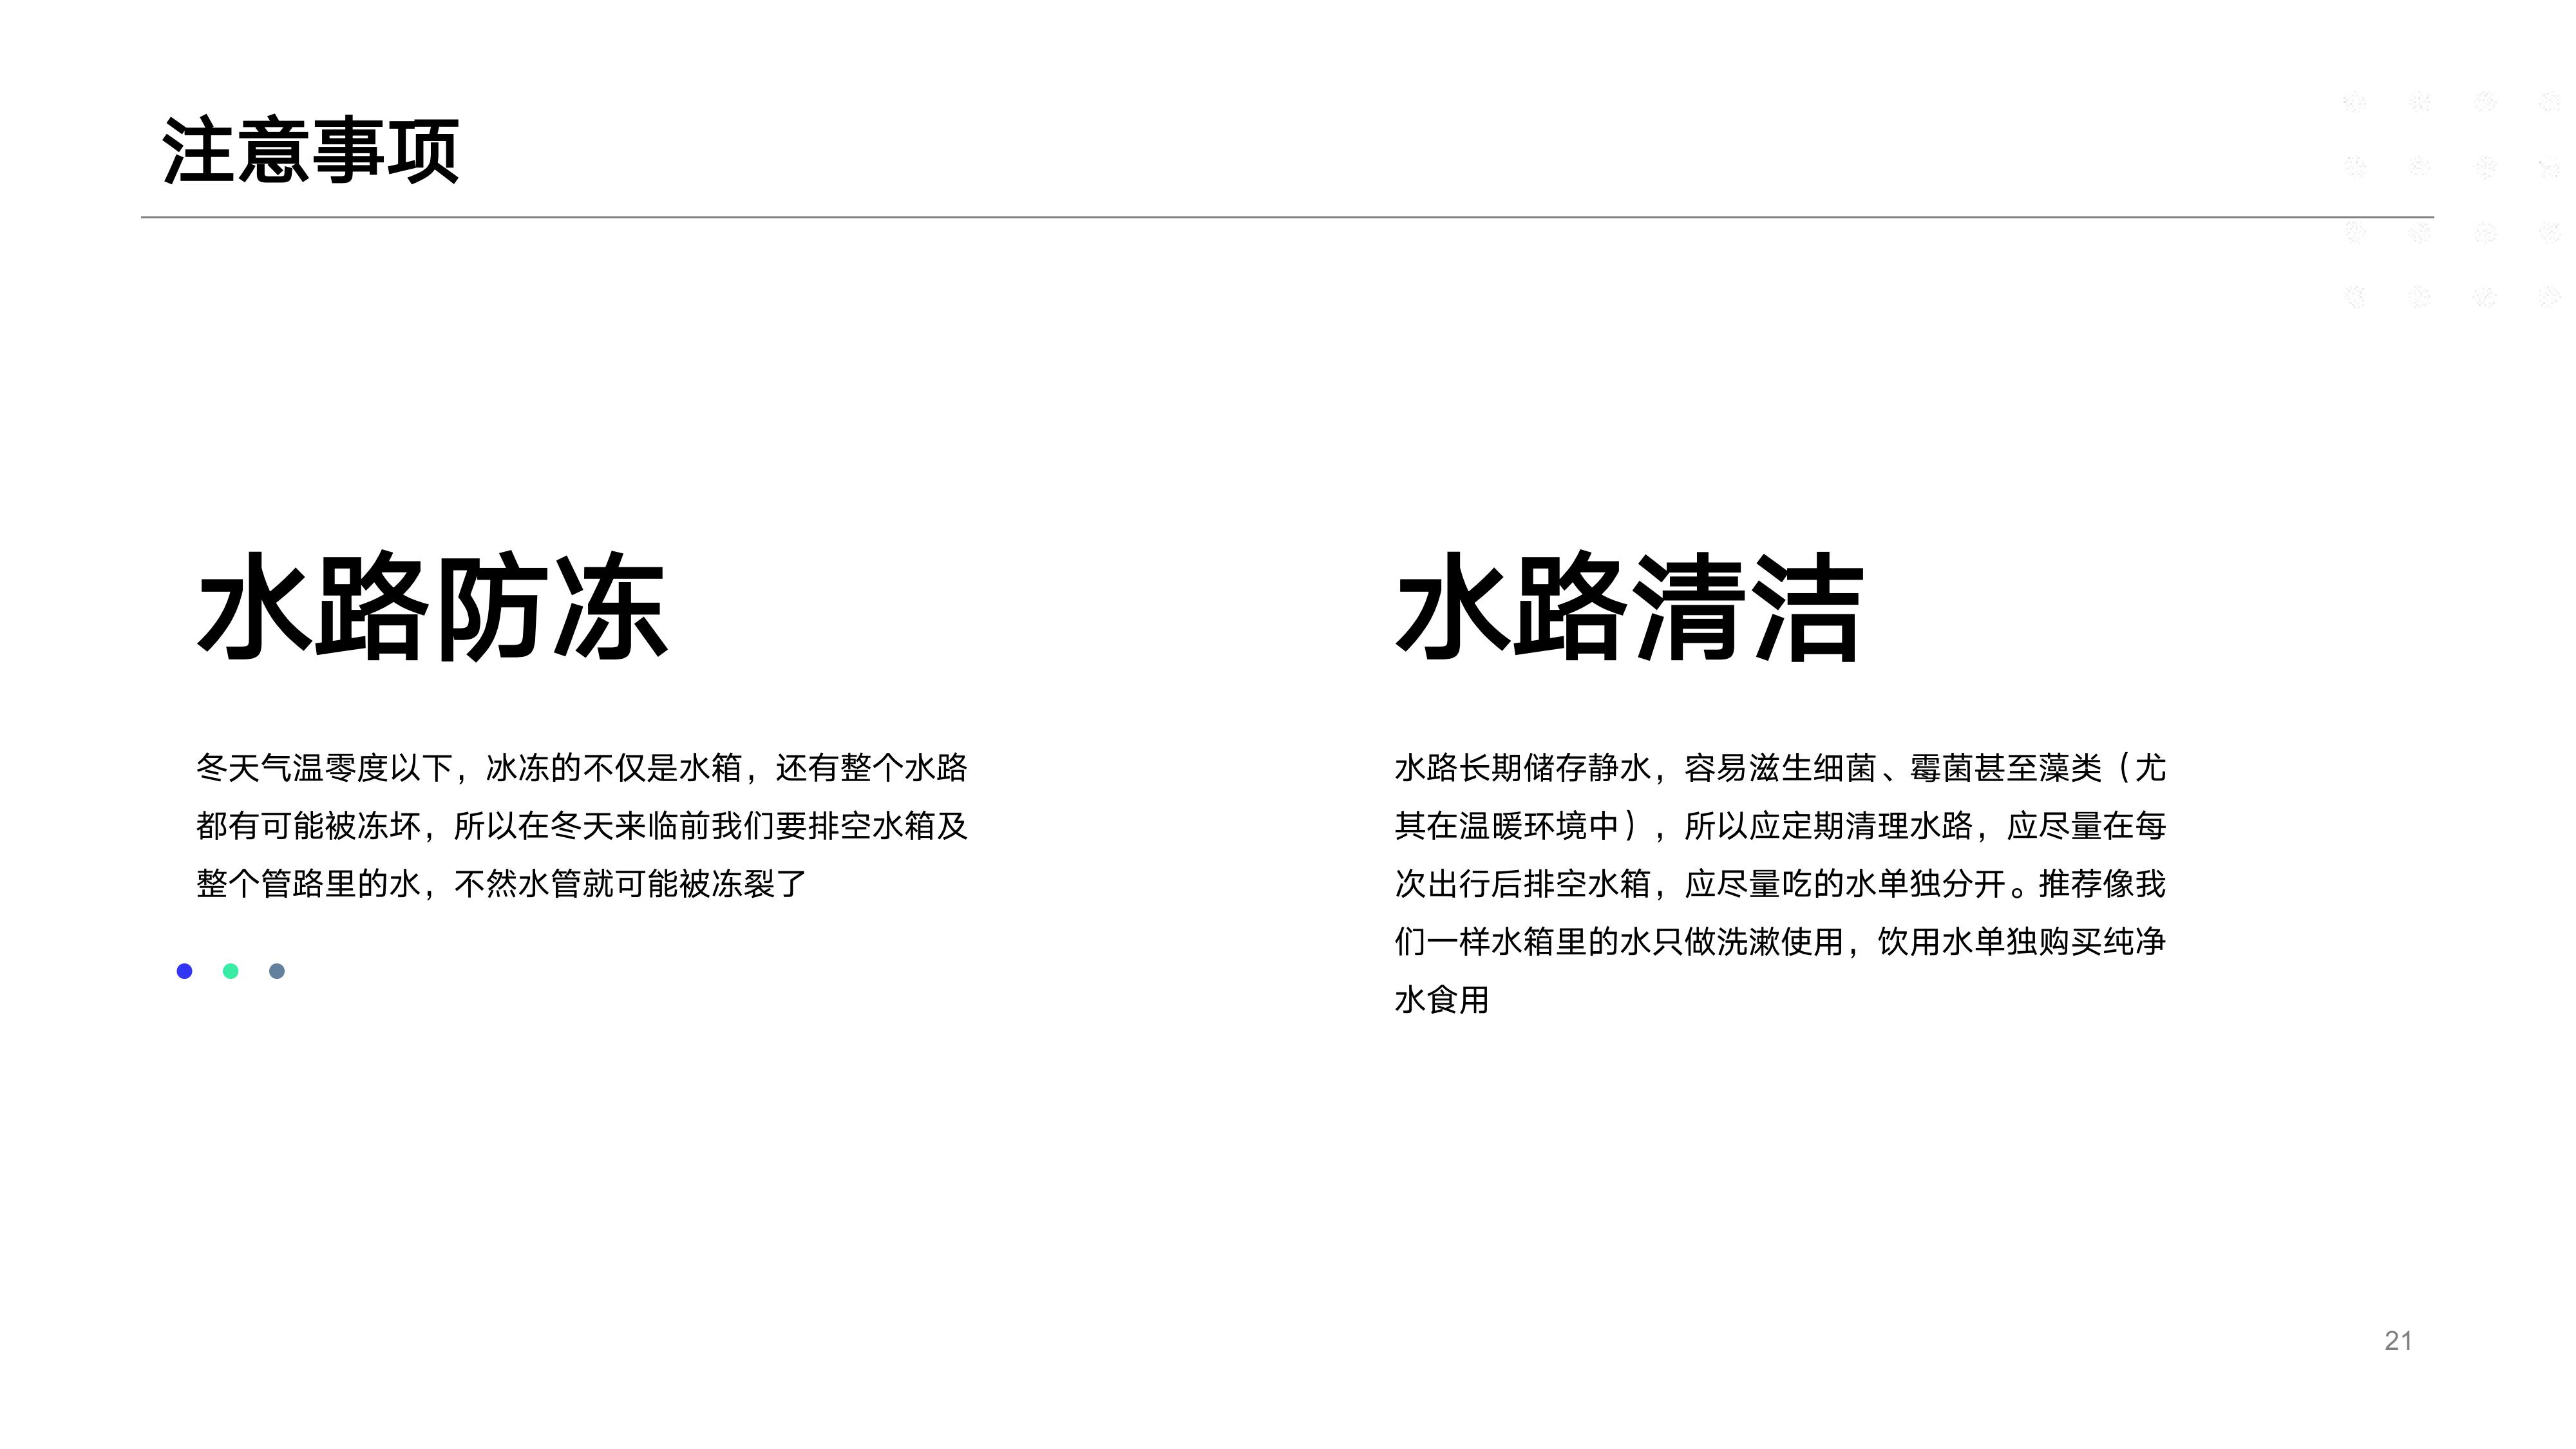 注意事项
水路防冻
冬天气温零度以下，冰冻的不仅是水箱，还有整个水路
都有可能被冻坏，所以在冬天来临前我们要排空水箱及
整个管路里的水，不然水管就可能被冻裂了
水路清洁
水路长期储存静水，容易滋生细菌、霉菌甚至藻类（尤
其在温暖环境中），所以应定期清理水路，应尽量在每
次出行后排空水箱，应尽量吃的水单独分开。推荐像我
们一样水箱里的水只做洗漱使用，饮用水单独购买纯净
水食用
21